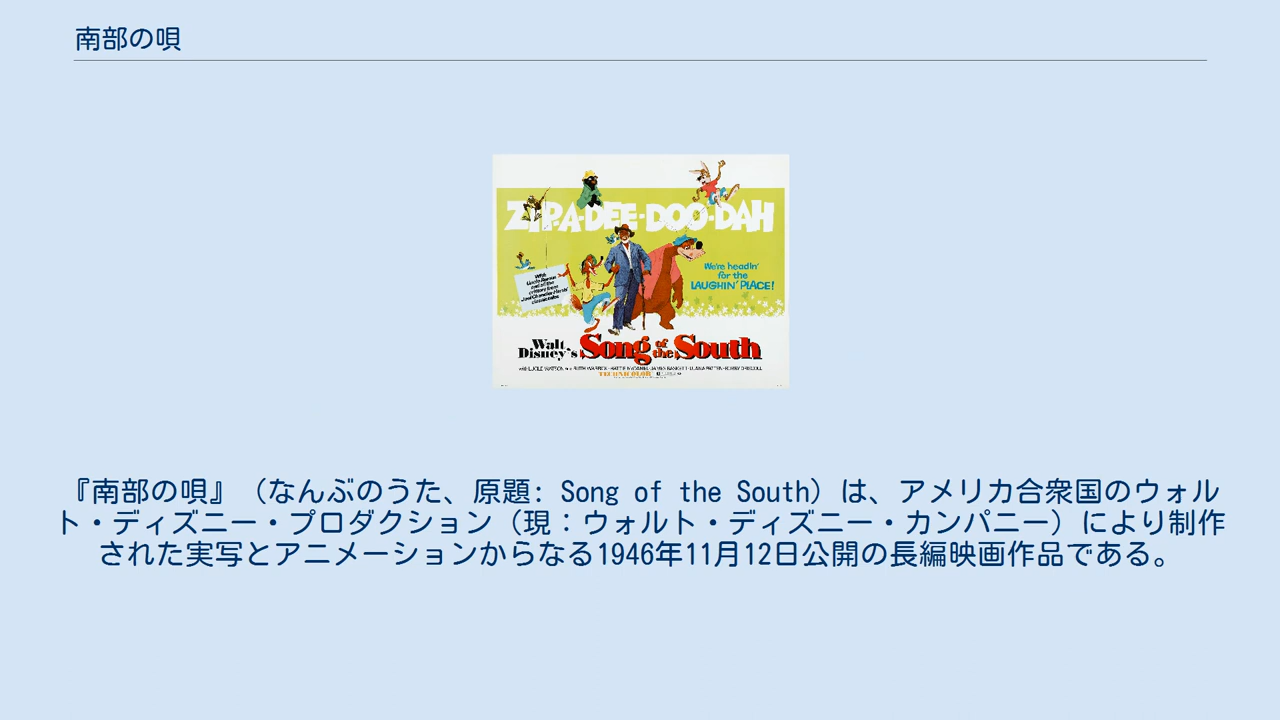 南部の唄
ZIP-A-DEE-DOO-DAH
We're headin'
for the
LAUGHIN' PLACE!
Walt
Disney's Song of the South
TECHNICOLOR
『南部の唄』（なんぶのうた、原題: Song of the South）は、アメリカ合衆国のウォル
ト・ディズニー・プロダクション（現：ウォルト・ディズニー・カンパニー）により制作
された実写とアニメーションからなる1946年11月12日公開の長編映画作品である。